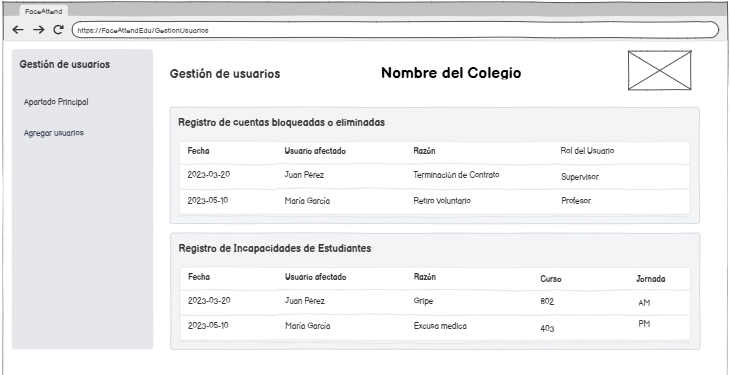 FaceAttend
https://FaceAttendEdu/GestionUsuarios
Gestión de usuarios
Apartado Principal
Agregar usuarios
Gestión de usuarios Nombre del Colegio
Registro de cuentas bloqueadas o eliminadas
Fecha Usuario afectado Razón Rol del Usuario
2023-03-20 Juan Pérez Terminación de Contrato Supervisor
2023-05-10 María García Retiro Voluntario Profesor
Registro de Incapacidades de Estudiantes
Fecha Usuario afectado Razón Curso Jornada
2023-03-20 Juan Pérez Gripe 802 AM
2023-05-10 María García Excusa medica 403 PM